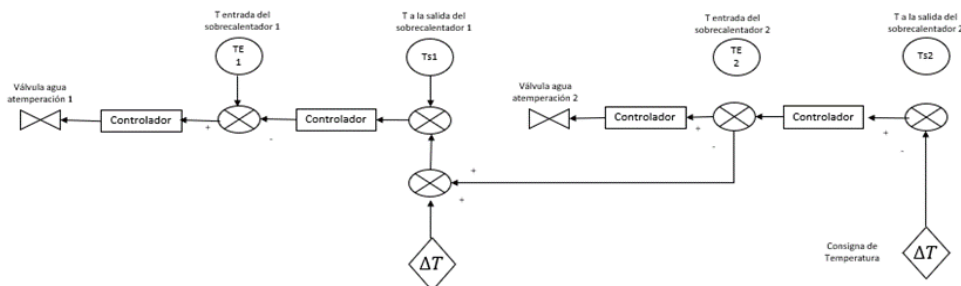 T entrada del
sobrecalentador 1
T a la salida del
sobrecalentador 1
T entrada del
sobrecalentador 2
T a la salida del
sobrecalentador 2
TE
1
Ts1
TE
2
Ts2
Válvula agua
atemperación 1
Controlador
+
-
Controlador
Válvula agua
atemperación 2
Controlador
+
-
Controlador
+
-
+
+
ΔT
Consigna de
Temperatura
ΔT